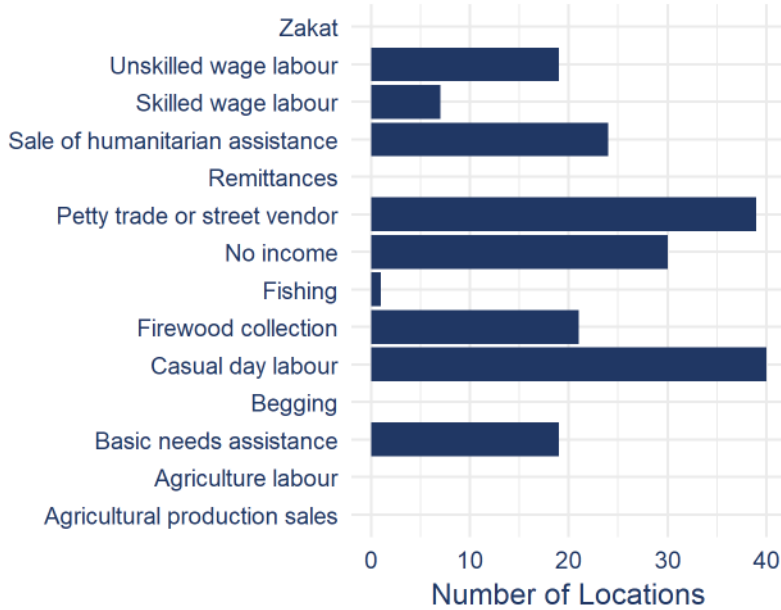 Zakat
Unskilled wage labour
Skilled wage labour
Sale of humanitarian assistance
Remittances
Petty trade or street vendor
No income
Fishing
Firewood collection
Casual day labour
Begging
Basic needs assistance
Agriculture labour
Agricultural production sales
0 10 20 30 40
Number of Locations